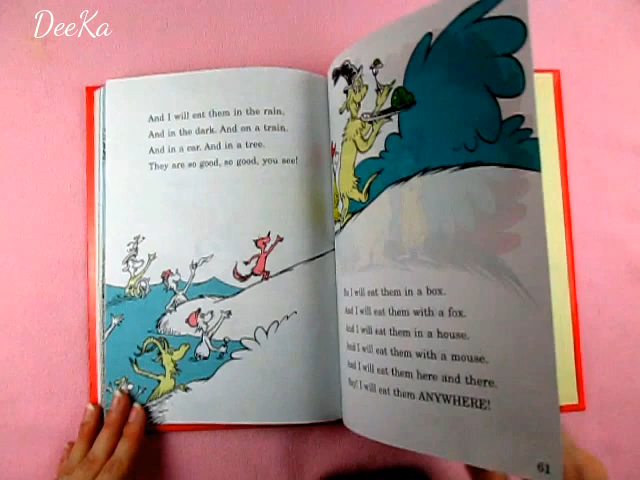 DeeKa
And I will eat them in the rain.
And in the dark. And on a train.
And in a car. And in a tree.
They are so good, so good, you see!
So I will eat them in a box.
And I will eat them with a fox.
And I will eat them in a house.
And I will eat them with a mouse.
And I will eat them here and there.
Say! I will eat them ANYWHERE!
61